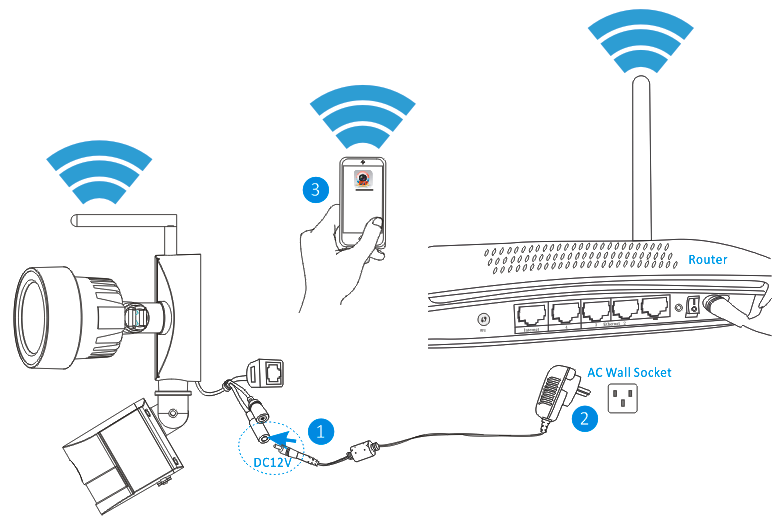 3
Router
AC Wall Socket
1
2
DC12V